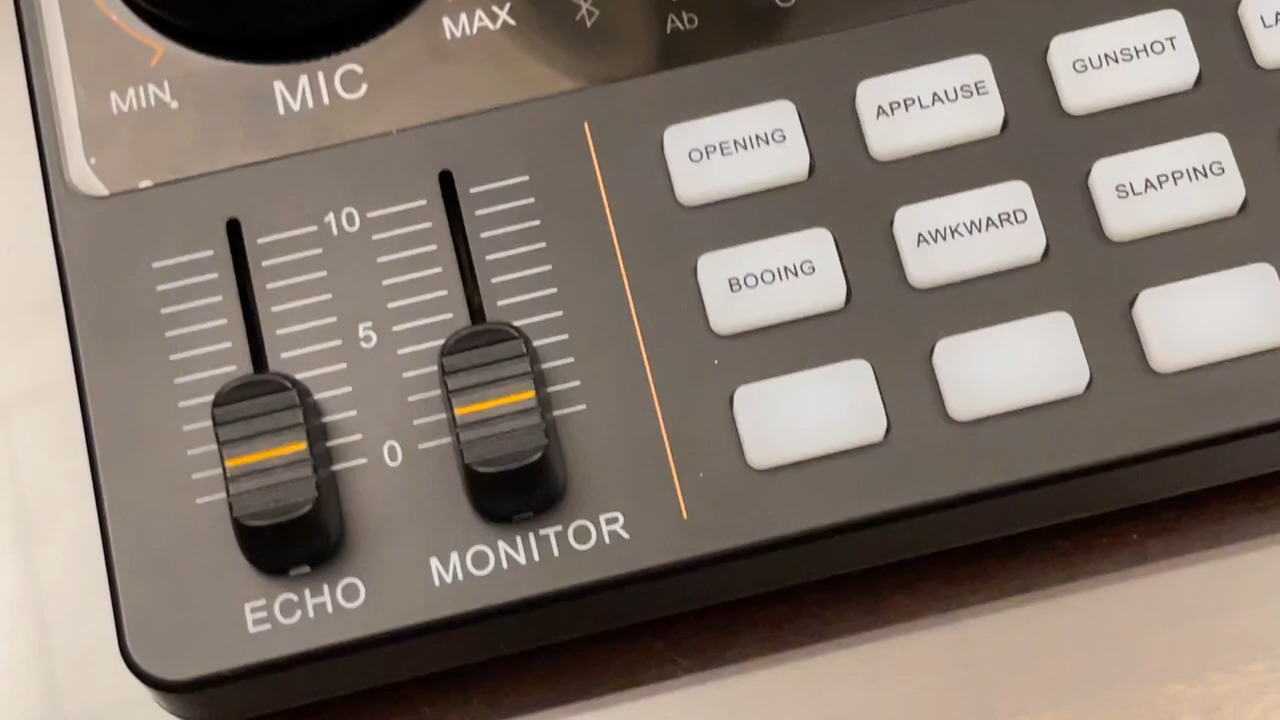 MAX
Ab
MIN.
MIC
10
5
0
ECHO
MONITOR
OPENING
APPLAUSE
GUNSHOT
BOOING
AWKWARD
SLAPPING